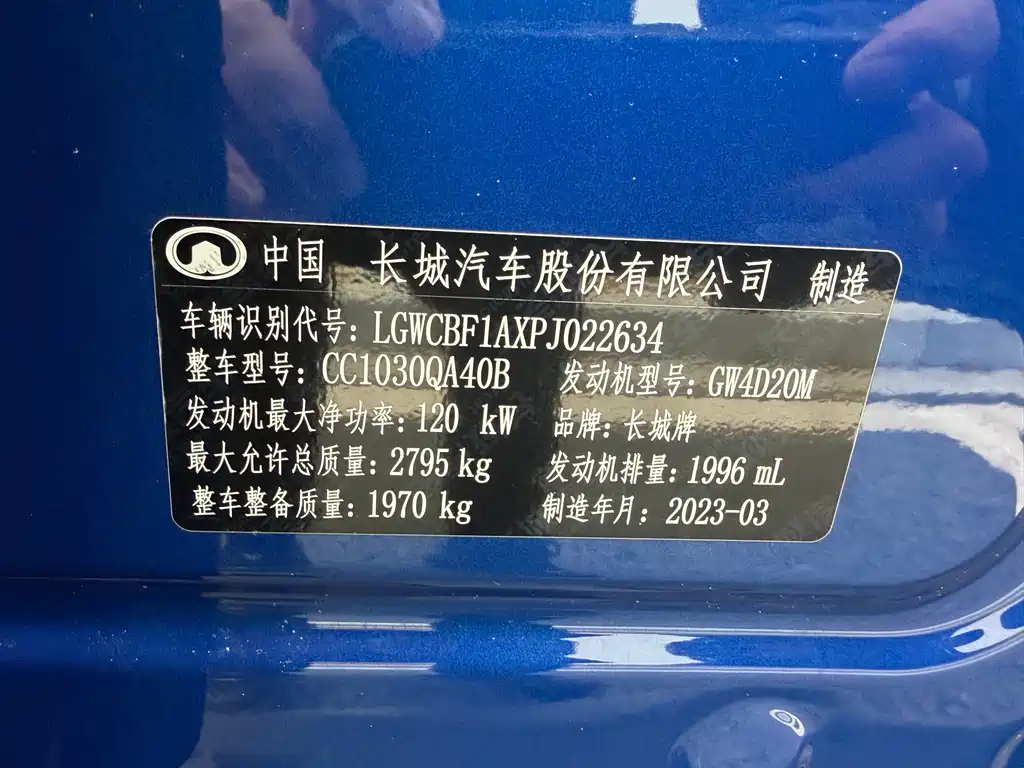 中国 长城汽车股份有限公司 制造
车辆识别代号：LGWCBF1AXPJ022634
整车型号：CC1030QA40B 发动机型号：GW4D20M
发动机最大净功率：120 kW 品牌：长城牌
最大允许总质量：2795 kg 发动机排量：1996 mL
整车整备质量：1970 kg 制造年月：2023-03